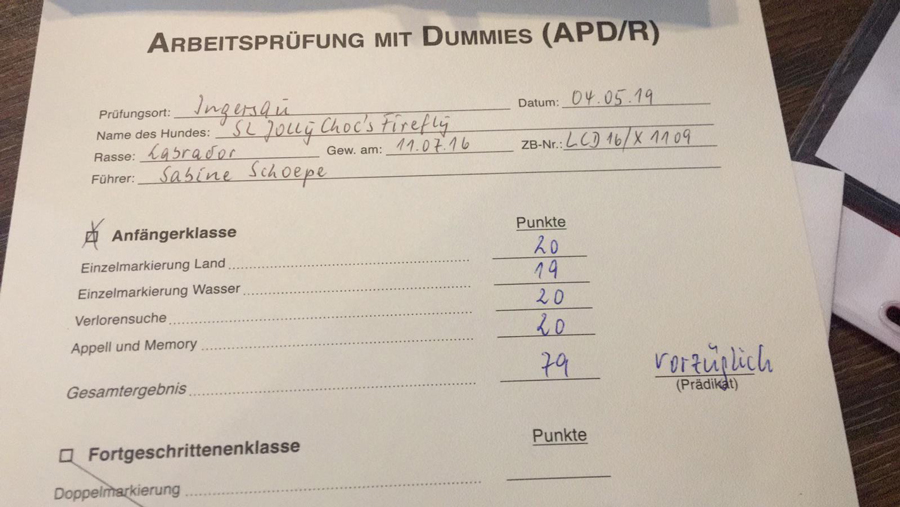 ARBEITSPRÜFUNG MIT DUMMIES (APD/R)
Prüfungsort: Ingersau Datum: 04.05.19
Name des Hundes: SL Jolly Choc's Firefly
Rasse: Labrador Gew. am: 11.07.16 ZB-Nr.: LCD 16/X 1109
Führer: Sabine Schoepe
Anfängerklasse Punkte
Einzelmarkierung Land 20
Einzelmarkierung Wasser 19
Verlorensuche 20
Appell und Memory 20
Gesamtergebnis 79 vorzüglich
(Prädikat)
Fortgeschrittenenklasse Punkte
Doppelmarkierung